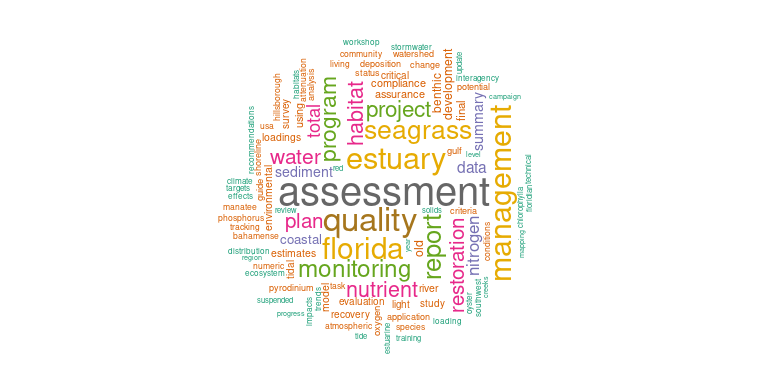 workshop
stormwater
community
watershed
living
deposition
change
status
critical
compliance
assurance
update
interagency
potential
campaign
development
benthic
final
summary
habitats
attenuation
analysis
hillsborough
survey
using
total
program
habitat
project
seagrass
usa
loadings
recommendations
shoreline
guide
environmental
water
estuary
gulf
level
data
sediment
red
management
technical
floridian
chlorophyll
mapping
climate
targets
effects
manatee
phosphorus
tracking
bahamense
assessment
review
plan
quality
solids
criteria
coastal
florida
year
old
report
restoration
nitrogen
conditions
distribution
region
numeric
ecosystem
estimates
tidal
monitoring
pyrodinium
task
nutrient
river
model
trends
impacts
suspended
progress
evaluation
light
study
recovery
oxygen
application
loading
oyster
southwest
creeks
atmospheric
species
tide
estuarine
training